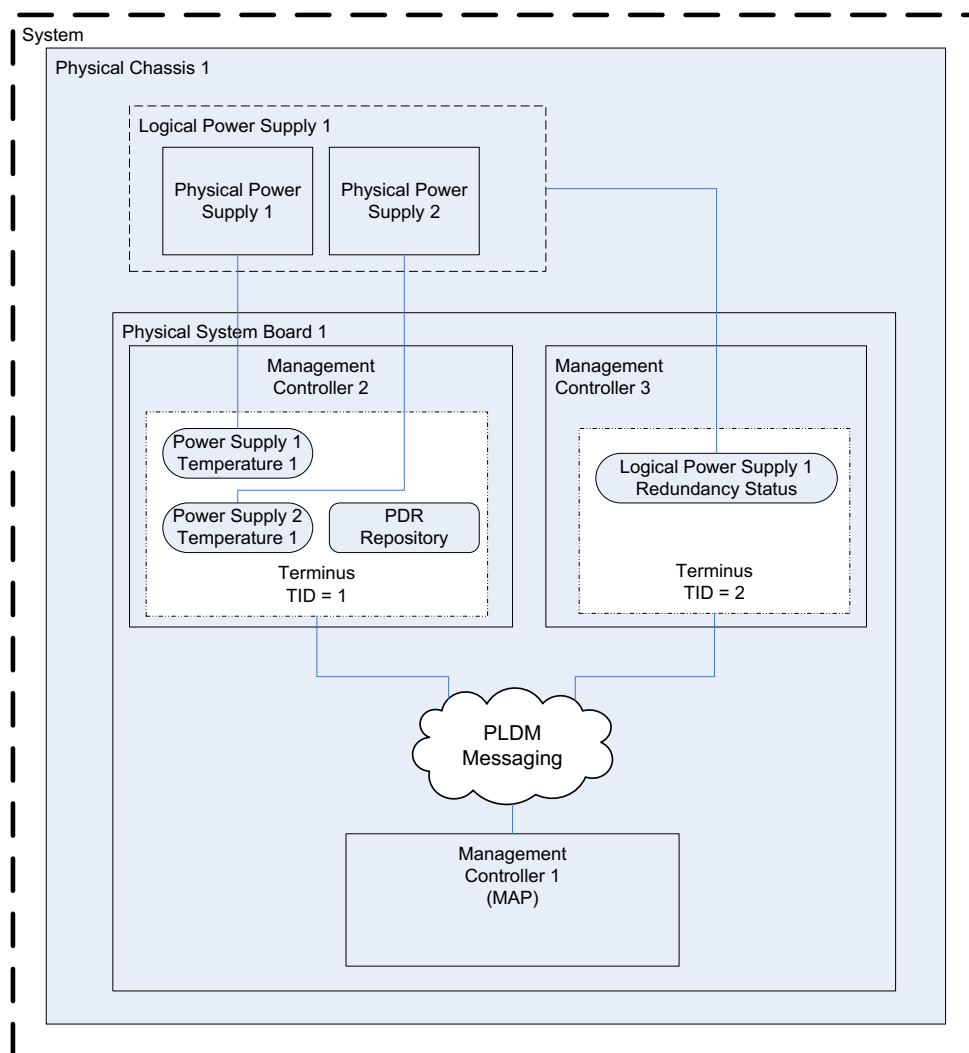 System
Physical Chassis 1
Logical Power Supply 1
Physical Power
Supply 1
Physical Power
Supply 2
Physical System Board 1
Management
Controller 2
Power Supply 1
Temperature 1
Power Supply 2
Temperature 1
PDR
Repository
Terminus
TID = 1
Management
Controller 3
Logical Power Supply 1
Redundancy Status
Terminus
TID = 2
PLDM
Messaging
Management
Controller 1
(MAP)